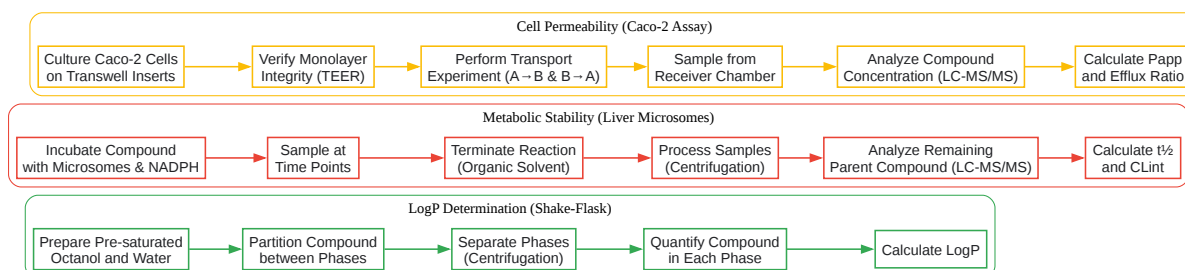 Cell Permeability (Caco-2 Assay)
Culture Caco-2 Cells
on Transwell Inserts
Verify Monolayer
Integrity (TEER)
Perform Transport
Experiment (A→B & B→A)
Sample from
Receiver Chamber
Analyze Compound
Concentration (LC-MS/MS)
Calculate Papp
and Efflux Ratio
Metabolic Stability (Liver Microsomes)
Incubate Compound
with Microsomes & NADPH
Sample at
Time Points
Terminate Reaction
(Organic Solvent)
Process Samples
(Centrifugation)
Analyze Remaining
Parent Compound (LC-MS/MS)
Calculate t½
and CLint
LogP Determination (Shake-Flask)
Prepare Pre-saturated
Octanol and Water
Partition Compound
between Phases
Separate Phases
(Centrifugation)
Quantify Compound
in Each Phase
Calculate LogP